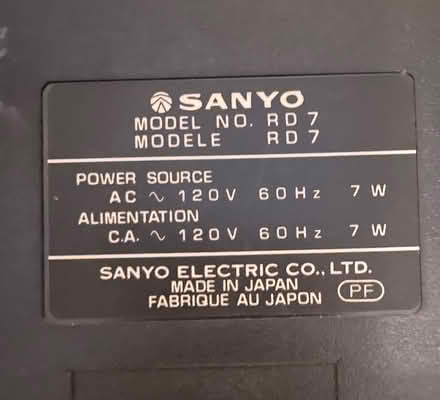 SANYO
MODEL NO. RD 7
MODELE RD 7
POWER SOURCE
AC ~ 120V 60Hz 7 W
ALIMENTATION
C.A. ~ 120V 60Hz 7 W
SANYO ELECTRIC CO., LTD.
MADE IN JAPAN
FABRIQUE AU JAPON PF